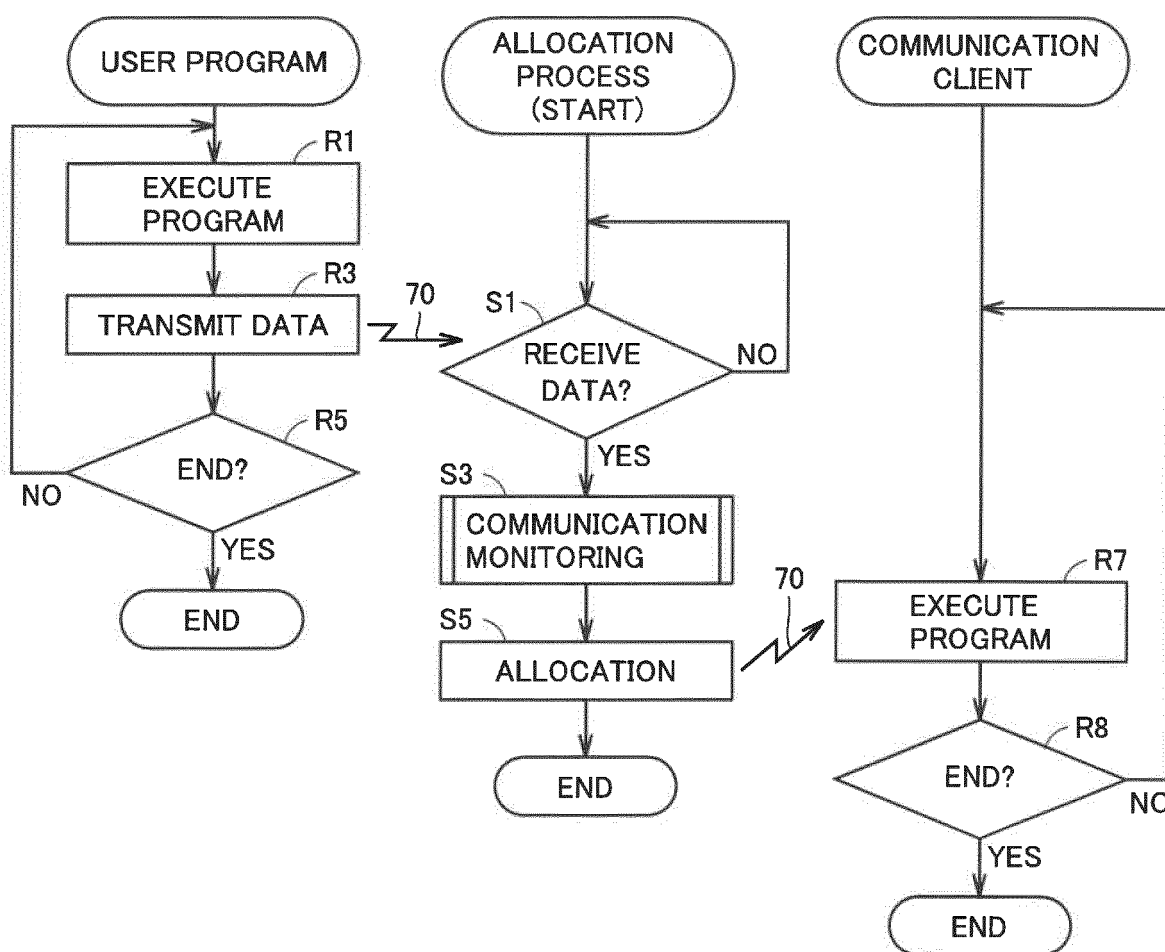 USER PROGRAM
R1
EXECUTE
PROGRAM
R3
TRANSMIT DATA
70
R5
END?
NO
YES
END
ALLOCATION
PROCESS
(START)
S1
RECEIVE
DATA?
NO
YES
S3
COMMUNICATION
MONITORING
S5
ALLOCATION
70
END
COMMUNICATION
CLIENT
R7
EXECUTE
PROGRAM
R8
END?
NO
YES
END